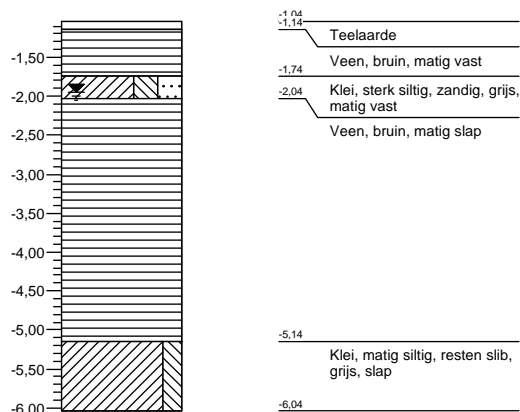 -1,04
-1,14
Teelaarde
-1,50
Veen, bruin, matig vast
-1,74
Klei, sterk siltig, zandig, grijs,
matig vast
-2,00
-2,04
Veen, bruin, matig slap
-2,50
-3,00
-3,50
-4,00
-4,50
-5,00
-5,14
Klei, matig siltig, resten slib,
grijs, slap
-5,50
-6,00
-6,04